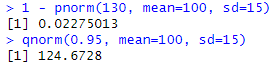 > 1 - pnorm(130, mean=100, sd=15)
[1] 0.02275013
> qnorm(0.95, mean=100, sd=15)
[1] 124.6728